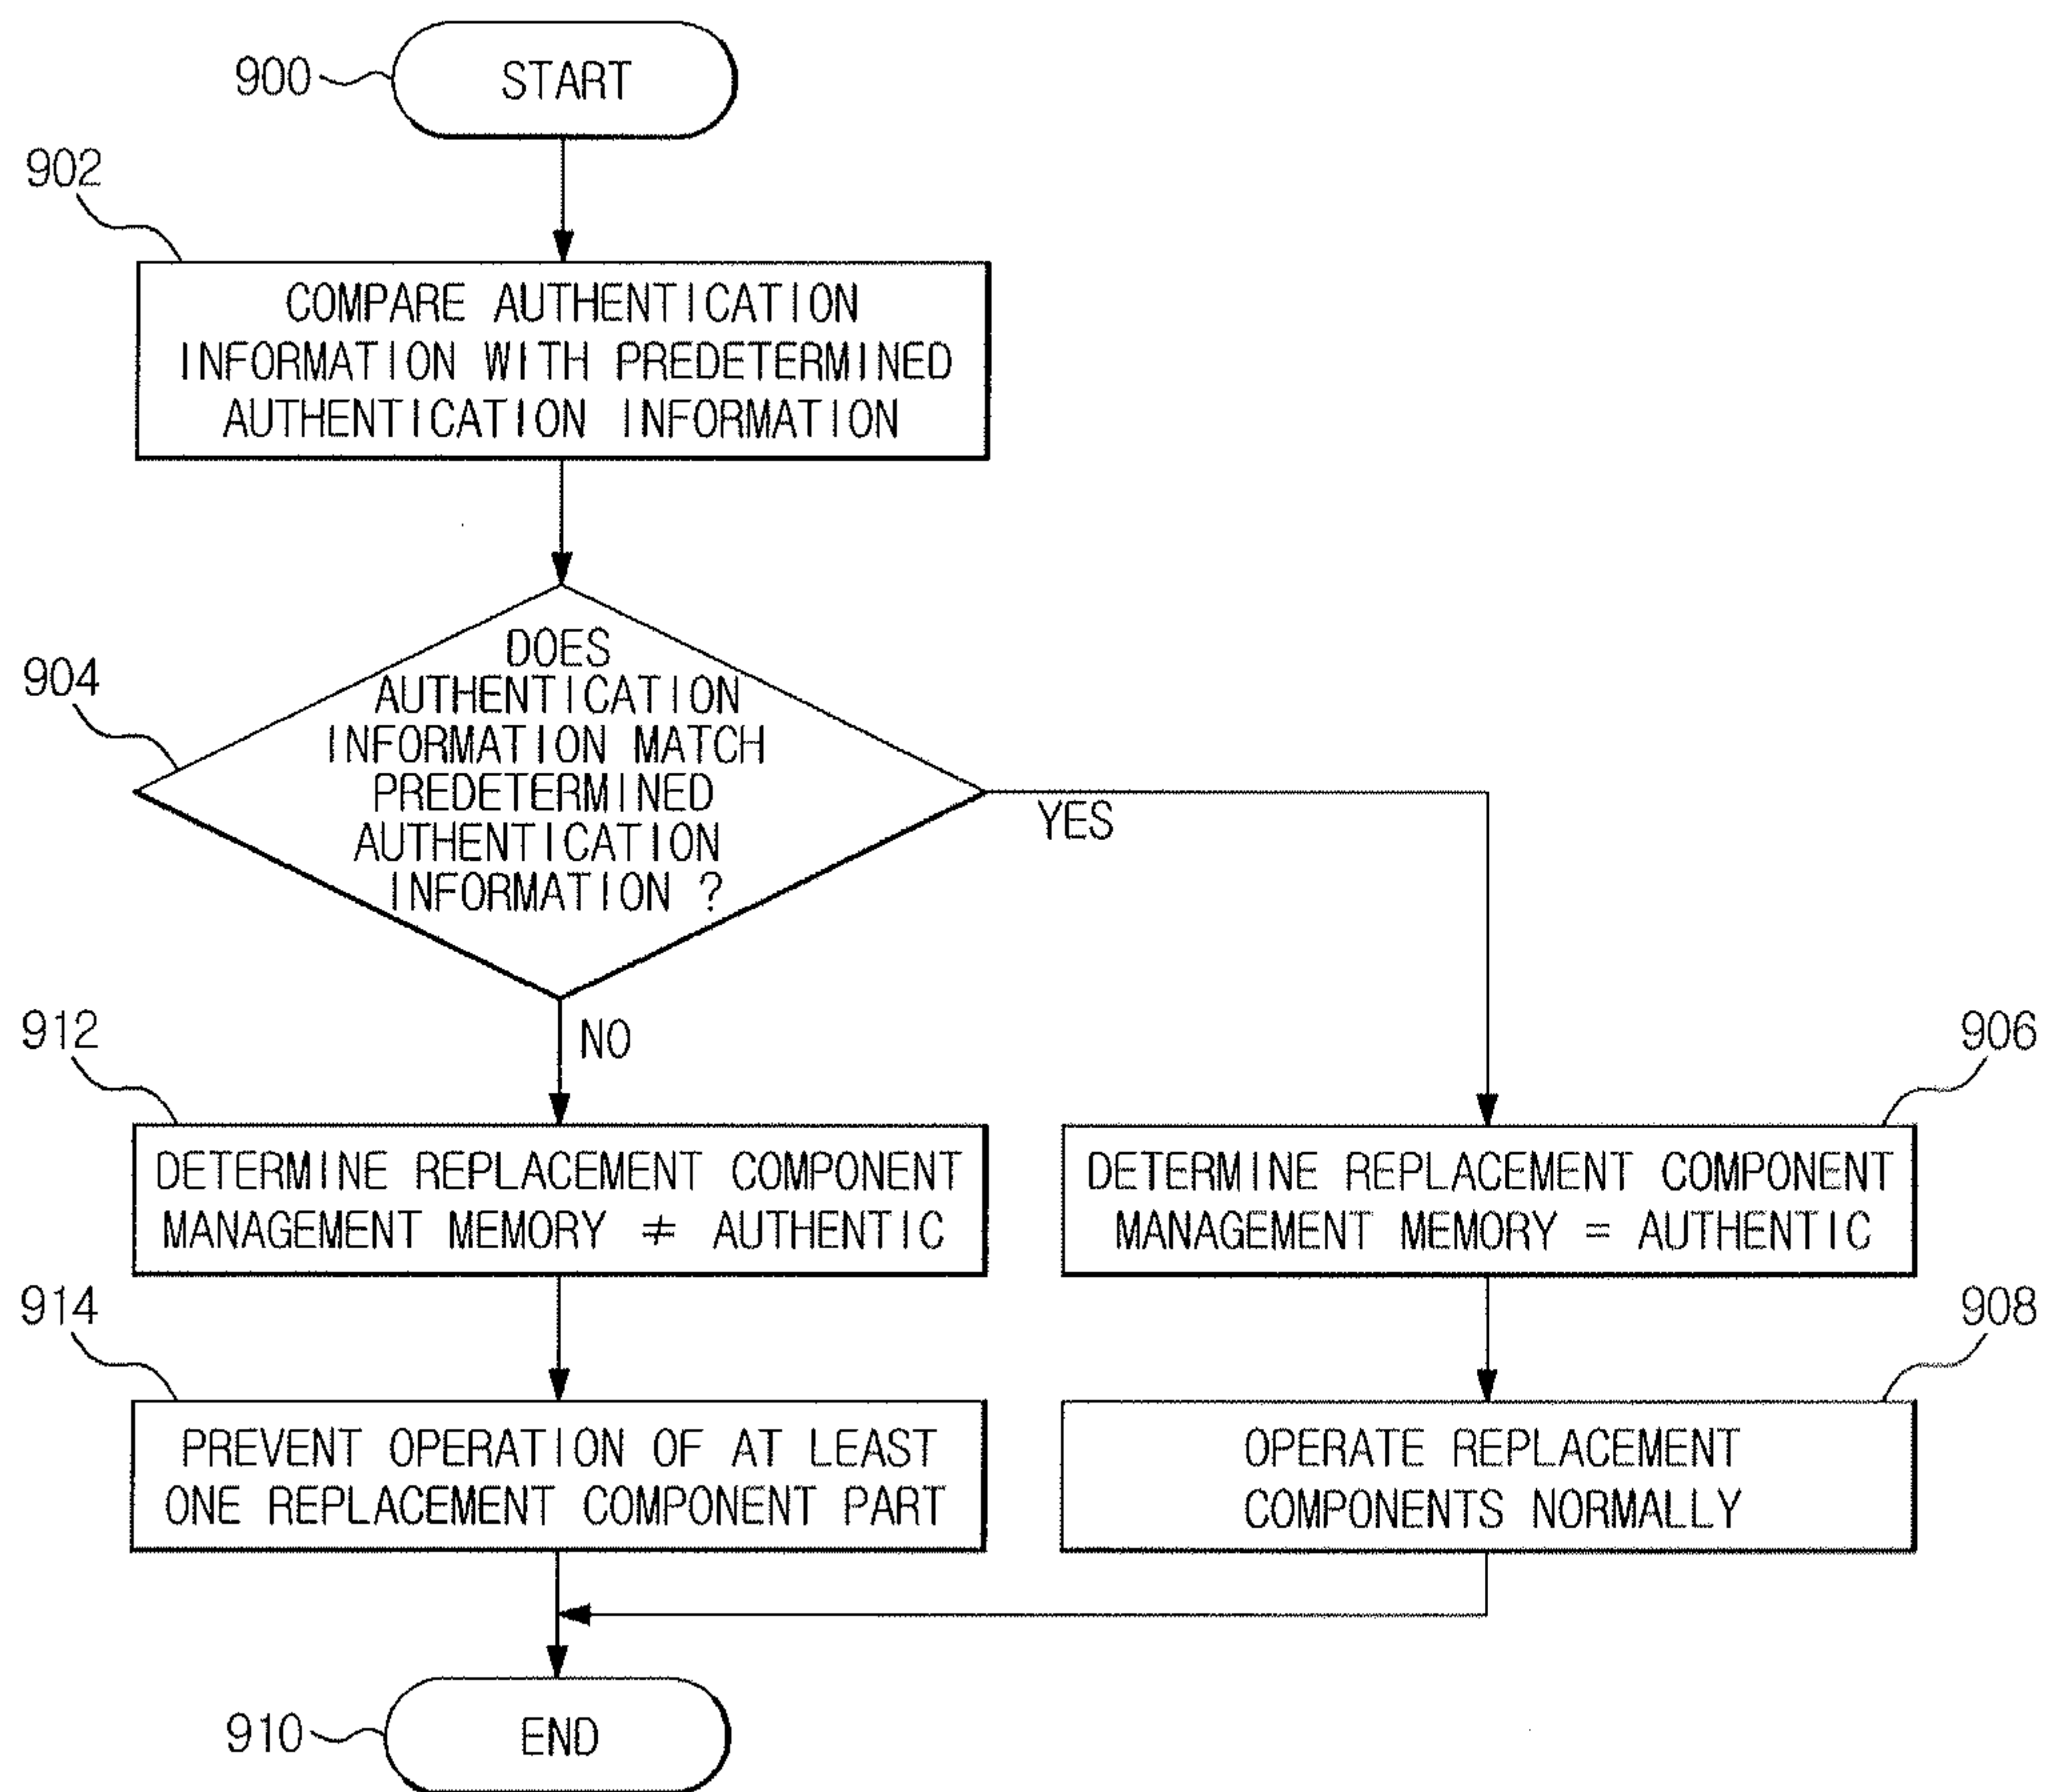 900
START
902
COMPARE AUTHENTICATION
INFORMATION WITH PREDETERMINED
AUTHENTICATION INFORMATION
904
DOES
AUTHENTICATION
INFORMATION MATCH
PREDETERMINED
AUTHENTICATION
INFORMATION ?
YES
NO
912
DETERMINE REPLACEMENT COMPONENT
MANAGEMENT MEMORY ≠ AUTHENTIC
906
DETERMINE REPLACEMENT COMPONENT
MANAGEMENT MEMORY = AUTHENTIC
914
PREVENT OPERATION OF AT LEAST
ONE REPLACEMENT COMPONENT PART
908
OPERATE REPLACEMENT
COMPONENTS NORMALLY
910
END